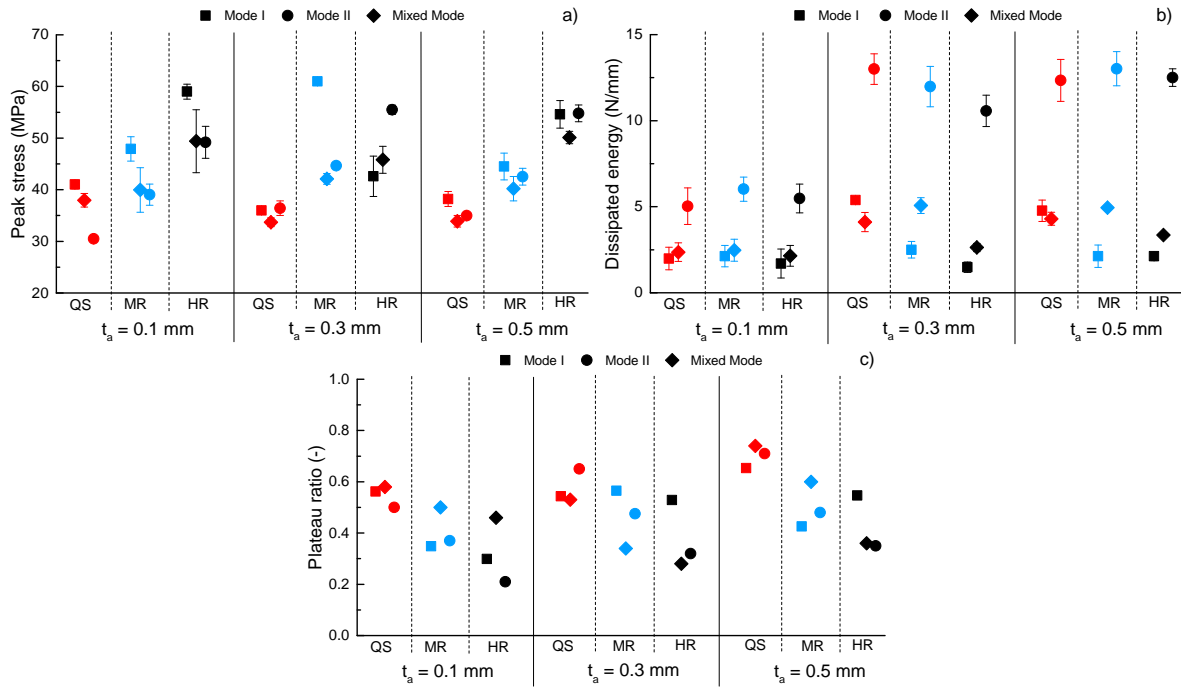 Mode I Mode II Mixed Mode a)
Peak stress (MPa)
70
60
50
40
30
20
QS MR HR QS MR HR QS MR HR
t_a = 0.1 mm t_a = 0.3 mm t_a = 0.5 mm
Mode I Mode II Mixed Mode b)
Dissipated energy (N/mm)
15
10
5
0
QS MR HR QS MR HR QS MR HR
t_a = 0.1 mm t_a = 0.3 mm t_a = 0.5 mm
Mode I Mode II Mixed Mode c)
Plateau ratio (-)
1.0
0.8
0.6
0.4
0.2
0.0
QS MR HR QS MR HR QS MR HR
t_a = 0.1 mm t_a = 0.3 mm t_a = 0.5 mm